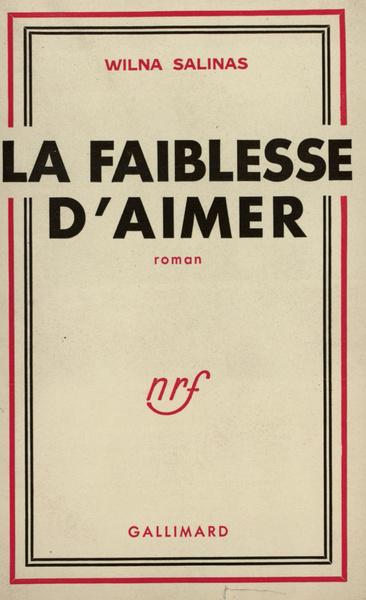 WILNA SALINAS
LA FAIBLESSE
D'AIMER
roman
nrf
GALLIMARD